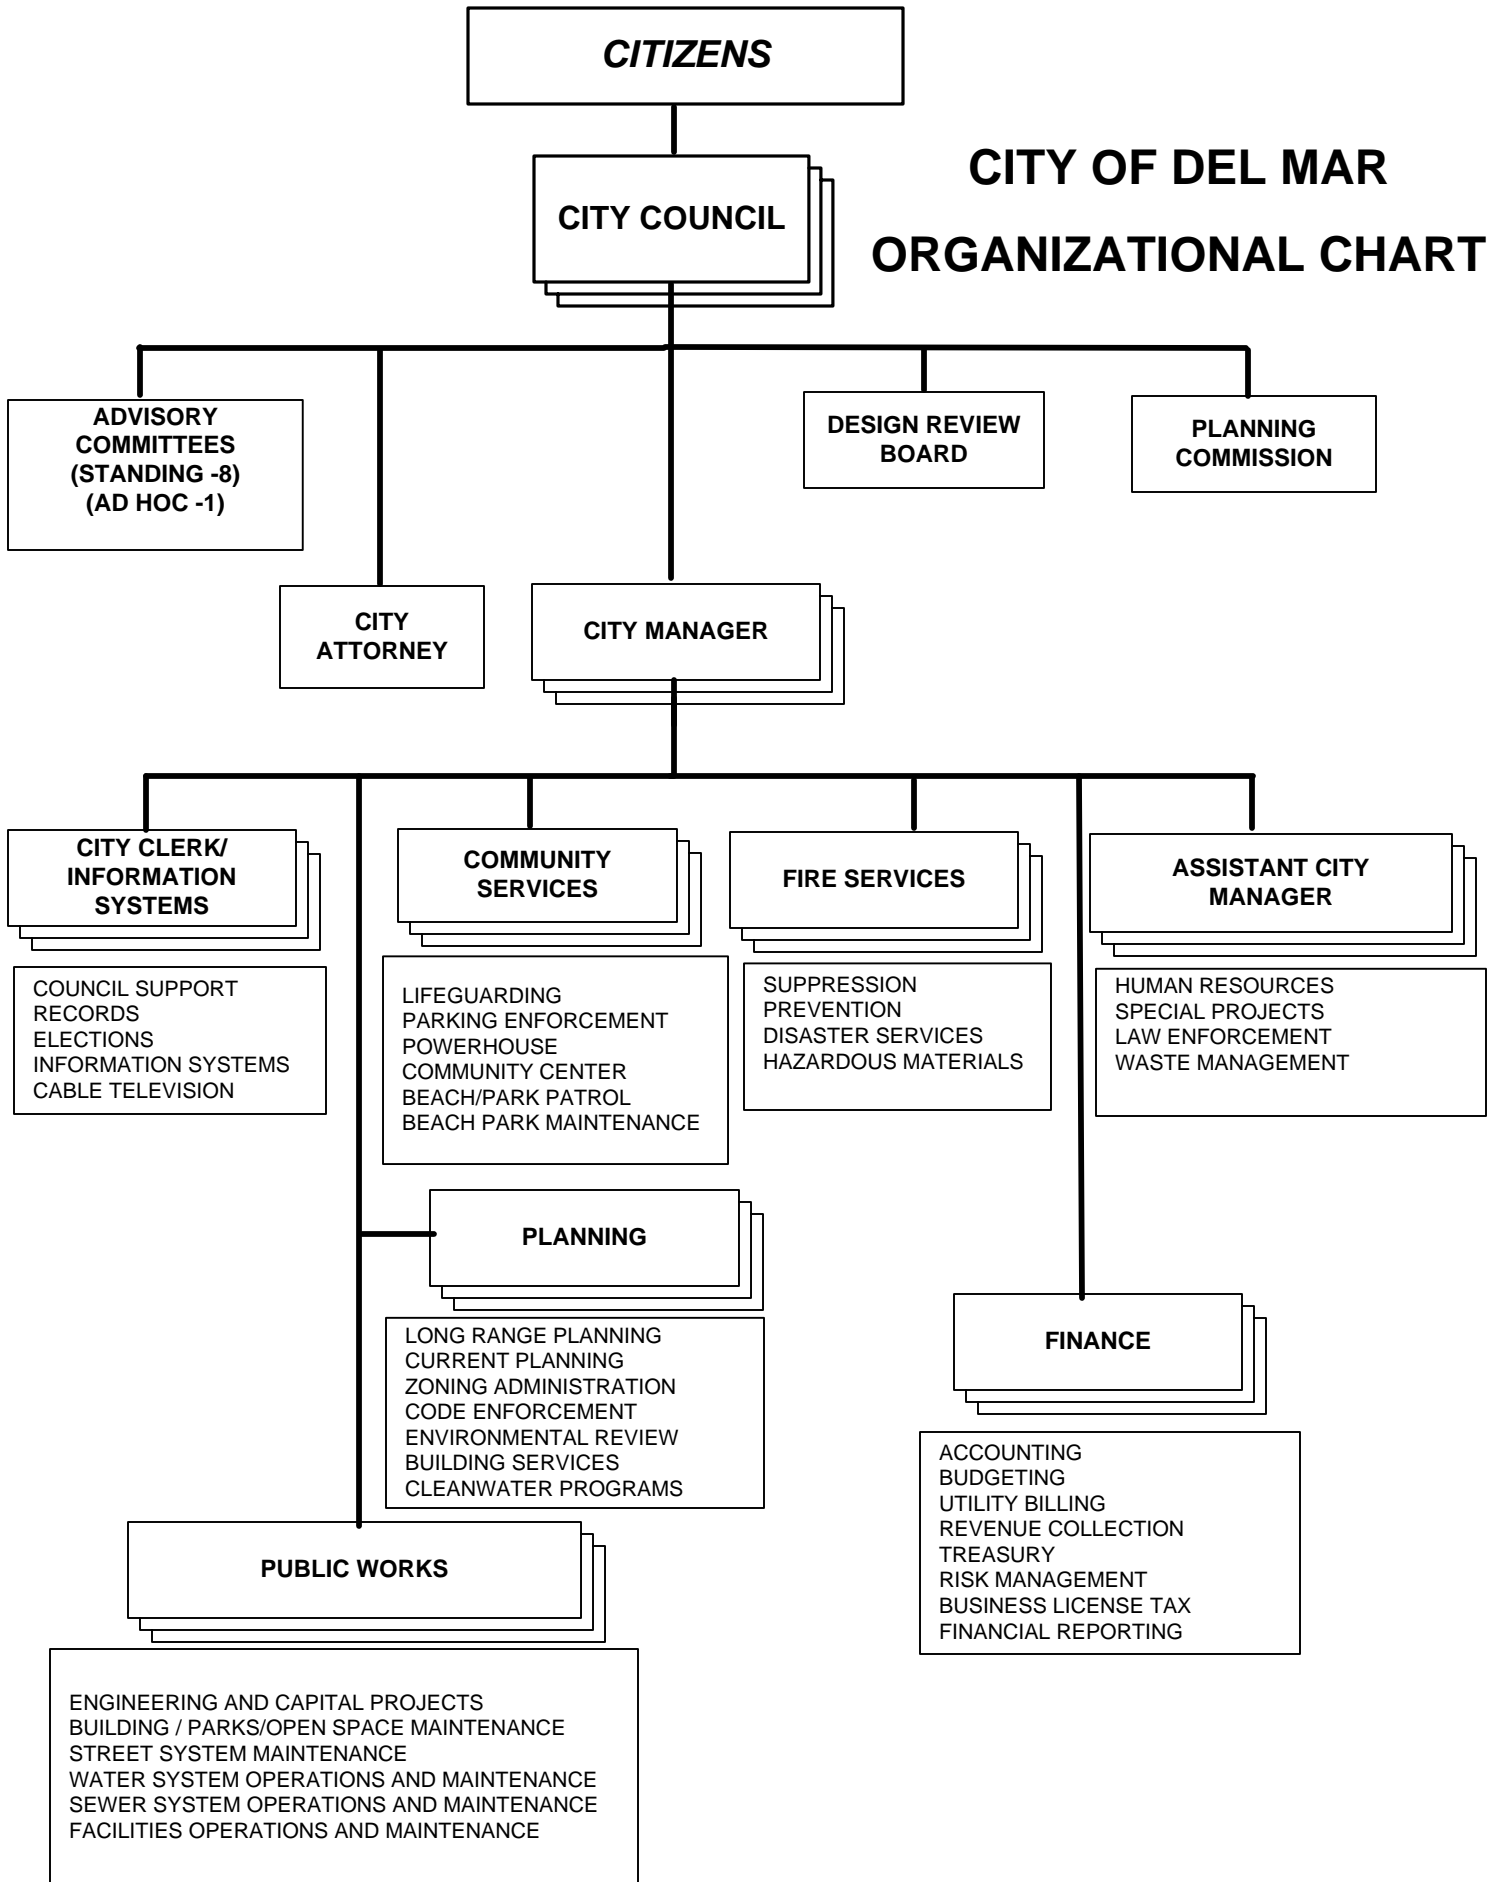 CITIZENS
CITY OF DEL MAR
ORGANIZATIONAL CHART
CITY COUNCIL
ADVISORY
COMMITTEES
(STANDING -8)
(AD HOC -1)
DESIGN REVIEW
BOARD
PLANNING
COMMISSION
CITY
ATTORNEY
CITY MANAGER
CITY CLERK/
INFORMATION
SYSTEMS
COUNCIL SUPPORT
RECORDS
ELECTIONS
INFORMATION SYSTEMS
CABLE TELEVISION
COMMUNITY
SERVICES
LIFEGUARDING
PARKING ENFORCEMENT
POWERHOUSE
COMMUNITY CENTER
BEACH/PARK PATROL
BEACH PARK MAINTENANCE
FIRE SERVICES
SUPPRESSION
PREVENTION
DISASTER SERVICES
HAZARDOUS MATERIALS
ASSISTANT CITY
MANAGER
HUMAN RESOURCES
SPECIAL PROJECTS
LAW ENFORCEMENT
WASTE MANAGEMENT
PLANNING
LONG RANGE PLANNING
CURRENT PLANNING
ZONING ADMINISTRATION
CODE ENFORCEMENT
ENVIRONMENTAL REVIEW
BUILDING SERVICES
CLEANWATER PROGRAMS
FINANCE
ACCOUNTING
BUDGETING
UTILITY BILLING
REVENUE COLLECTION
TREASURY
RISK MANAGEMENT
BUSINESS LICENSE TAX
FINANCIAL REPORTING
PUBLIC WORKS
ENGINEERING AND CAPITAL PROJECTS
BUILDING / PARKS/OPEN SPACE MAINTENANCE
STREET SYSTEM MAINTENANCE
WATER SYSTEM OPERATIONS AND MAINTENANCE
SEWER SYSTEM OPERATIONS AND MAINTENANCE
FACILITIES OPERATIONS AND MAINTENANCE